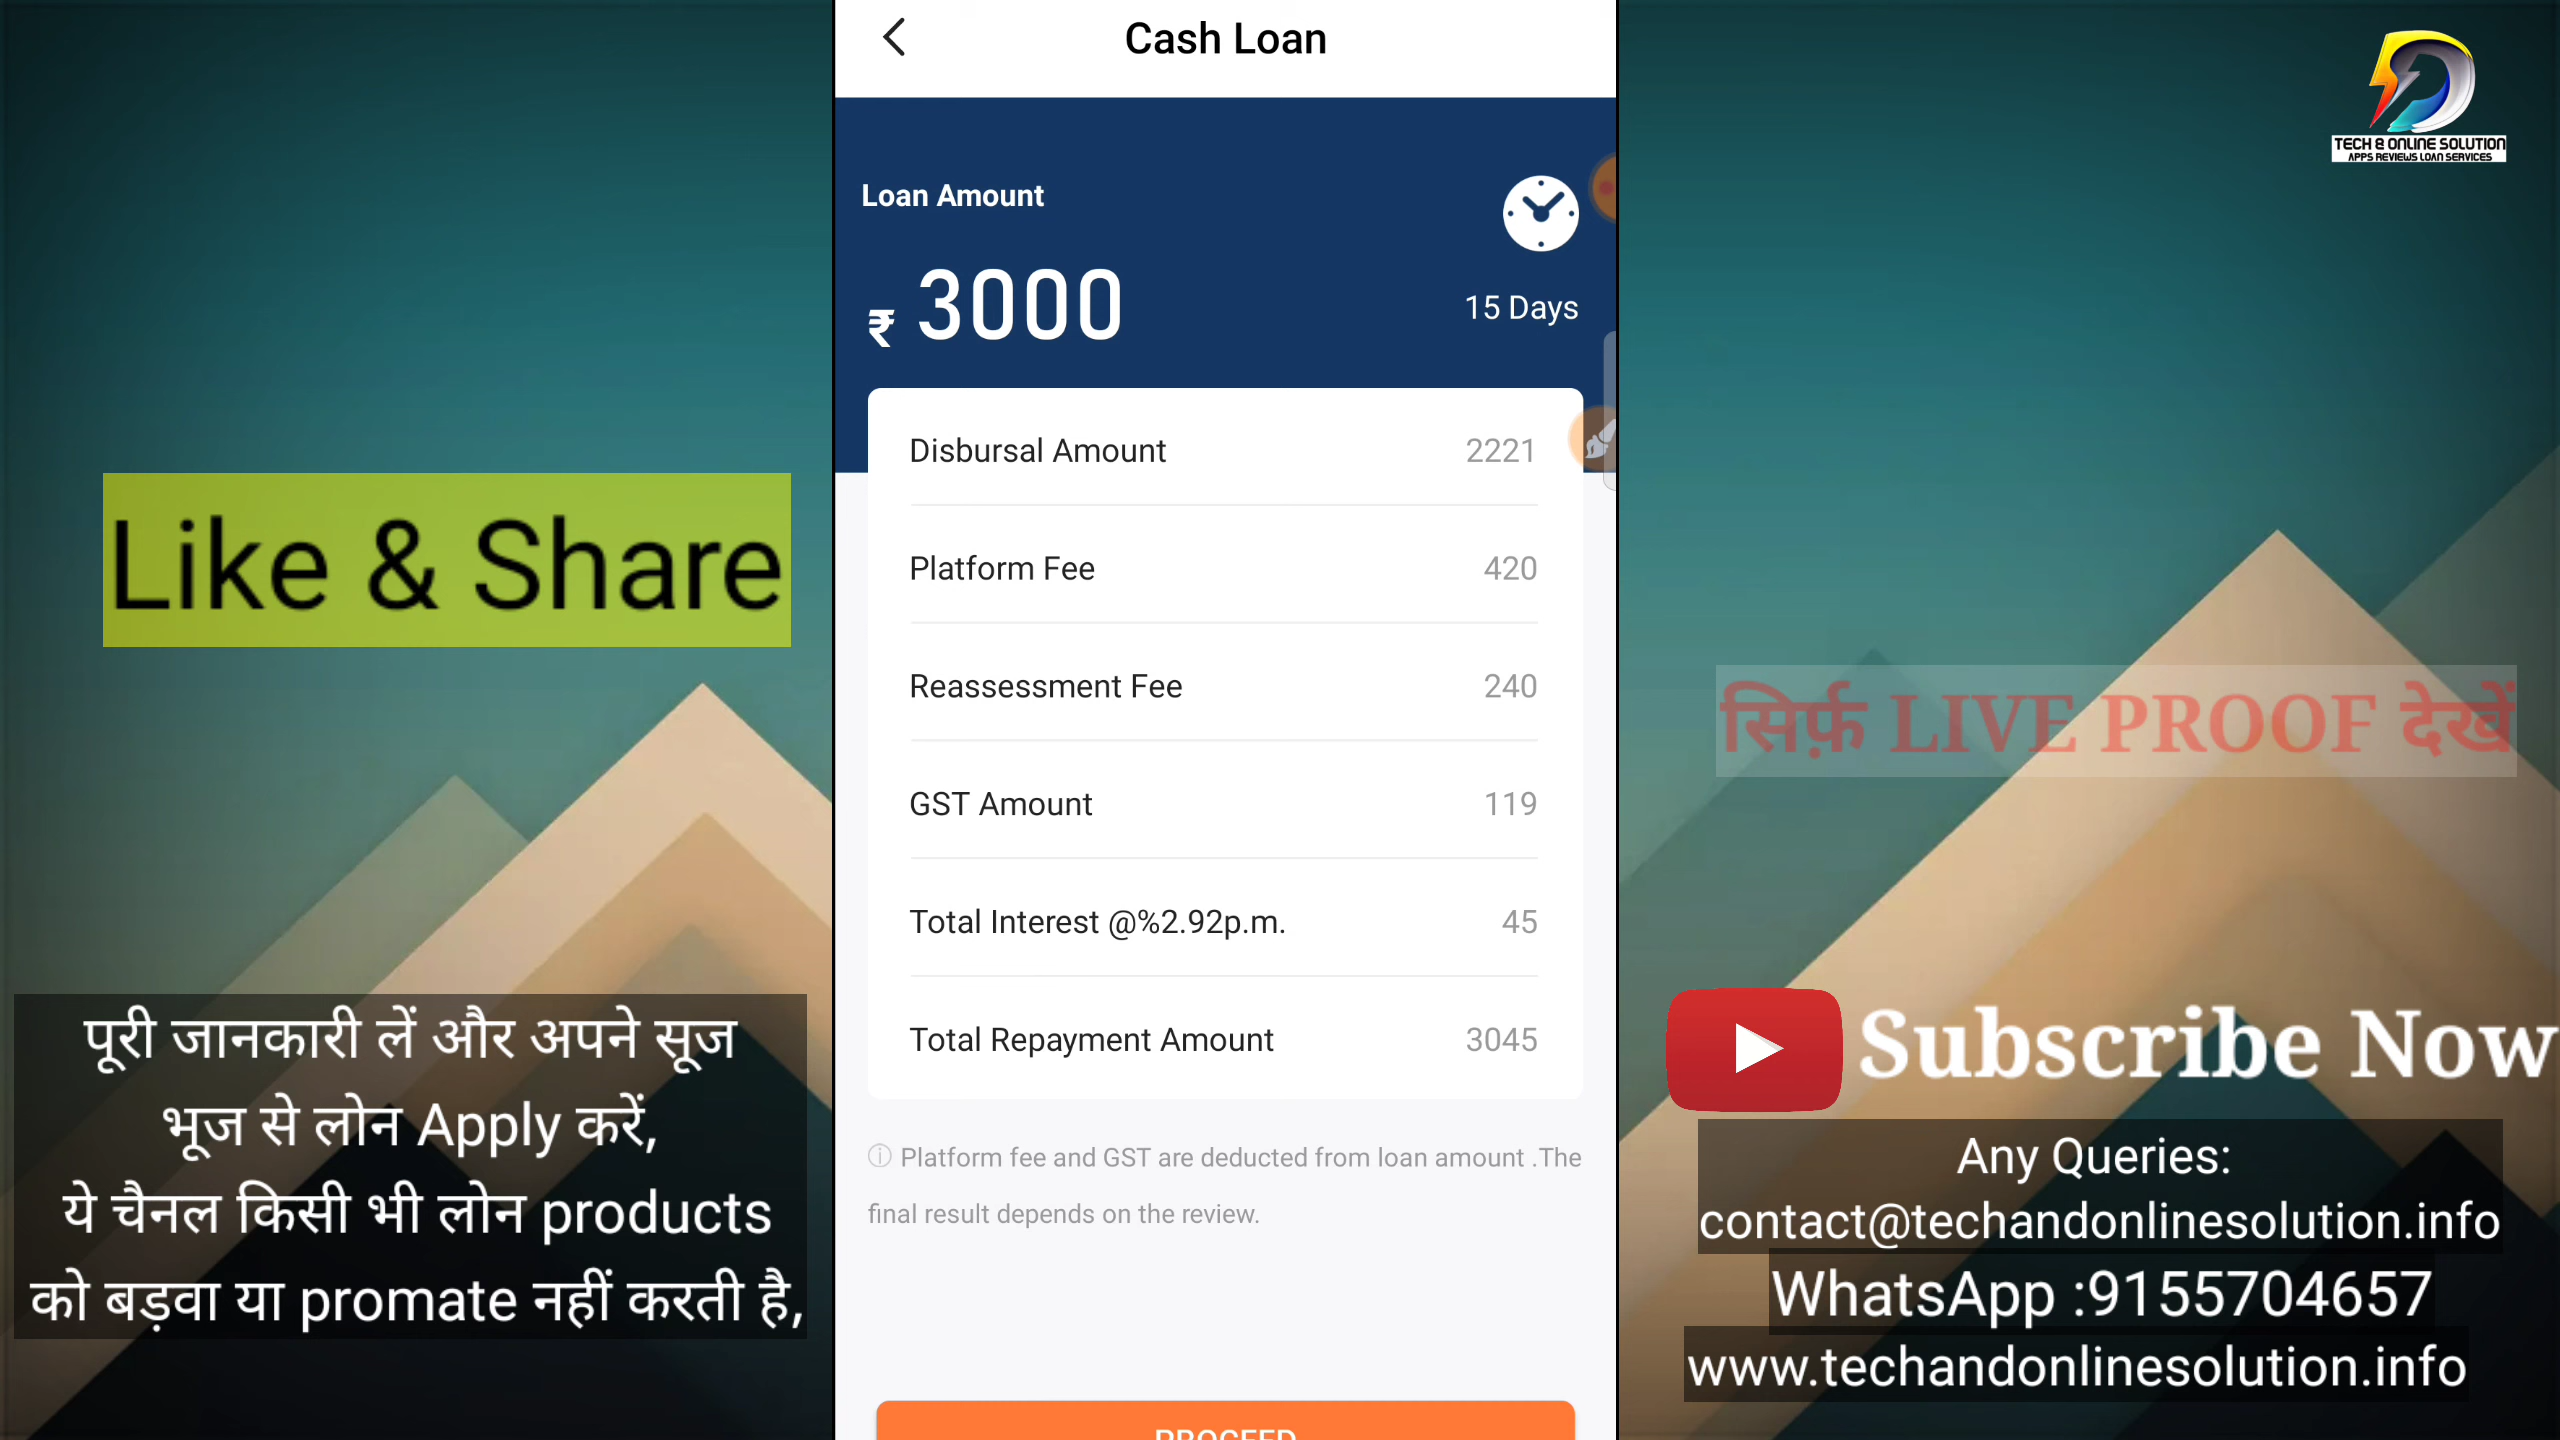 Cash Loan
Loan Amount
₹ 3000
15 Days
Disbursal Amount 2221
Platform Fee 420
Reassessment Fee 240
GST Amount 119
Total Interest @%2.92p.m. 45
Total Repayment Amount 3045
Platform fee and GST are deducted from loan amount .The
final result depends on the review.
PROCEED
Like & Share
पूरी जानकारी लें और अपने सूज
भूज से लोन Apply करें,
ये चैनल किसी भी लोन products
को बड़वा या promate नहीं करती है,
TECH & ONLINE SOLUTION
APPS REVIEWS LOAN SERVICES
सिर्फ़ LIVE PROOF देखें
Subscribe Now
Any Queries:
contact@techandonlinesolution.info
WhatsApp :9155704657
www.techandonlinesolution.info